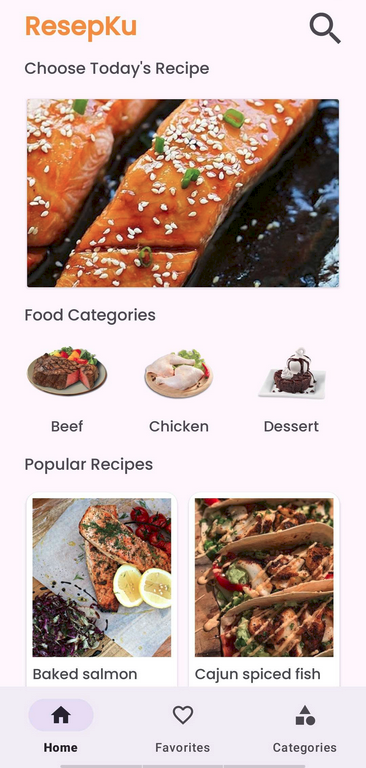 ResepKu
Choose Today's Recipe
Food Categories
Beef
Chicken
Dessert
Popular Recipes
Baked salmon
Cajun spiced fish
Home
Favorites
Categories